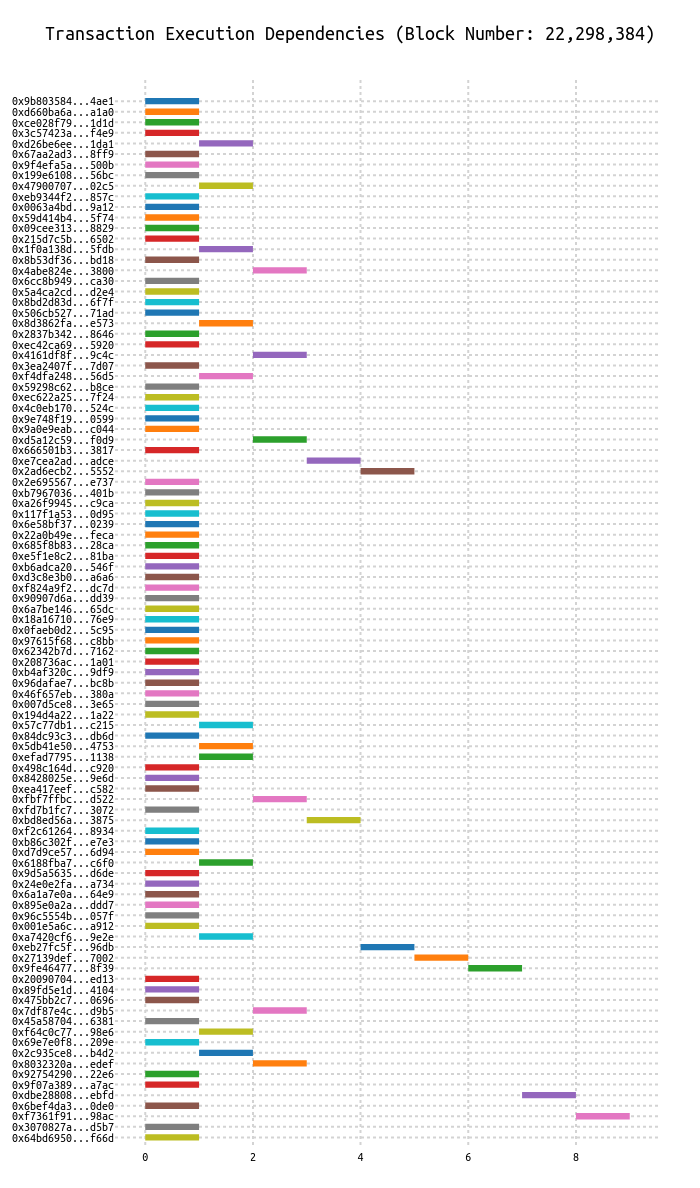 Transaction Execution Dependencies (Block Number: 22,298,384)
0x9b803584...4ae1
0xd660ba6a...a1a0
0xce028f79...1d1d
0x3c57423a...f4e9
0xd26be6ee...1da1
0x67aa2ad3...8ff9
0x9f4efa5a...500b
0x199e6108...56bc
0x47900707...02c5
0xeb9344f2...857c
0x0063a4bd...9a12
0x59d414b4...5f74
0x09cee313...8829
0x215d7c5b...6502
0x1f0a138d...5fdb
0x8b53df36...bd18
0x4abe824e...3800
0x6cc8b949...ca30
0x5a4ca2cd...d2e4
0x8bd2d83d...6f7f
0x506cb527...71ad
0x8d3862fa...e573
0x2837b342...8646
0xec42ca69...5920
0x4161df8f...9c4c
0x3ea2407f...7d07
0xf4dfa248...56d5
0x59298c62...b8ce
0xec622a25...7f24
0x4c0eb170...524c
0x9e748f19...0599
0x9a0e9eab...c044
0xd5a12c59...f0d9
0x666501b3...3817
0xe7cea2ad...adce
0x2ad6ecb2...5552
0x2e695567...e737
0xb7967036...401b
0xa26f9945...c9ca
0x117f1a53...0d95
0x6e58bf37...0239
0x22a0b49e...feca
0x685f8b83...28ca
0xe5f1e8c2...81ba
0xb6adca20...546f
0xd3c8e3b0...a6a6
0xf824a9f2...dc7d
0x90907d6a...dd39
0x6a7be146...65dc
0x18a16710...76e9
0x0faeb0d2...5c95
0x97615f68...c8bb
0x62342b7d...7162
0x208736ac...1a01
0xb4af320c...9df9
0x96dafae7...bc8b
0x46f657eb...380a
0x007d5ce8...3e65
0x194d4a22...1a22
0x57c77db1...c215
0x84dc93c3...db6d
0x5db41e50...4753
0xefad7795...1138
0x498c164d...c920
0x8428025e...9e6d
0xea417eef...c582
0xfbf7ffbc...d522
0xfd7b1fc7...3072
0xbd8ed56a...3875
0xf2c61264...8934
0xb86c302f...e7e3
0xd7d9ce57...6d94
0x6188fba7...c6f0
0x9d5a5635...d6de
0x24e0e2fa...a734
0x6a1a7e0a...64e9
0x895e0a2a...ddd7
0x96c5554b...057f
0x001e5a6c...a912
0xa7420cf6...9e2e
0xeb27fc5f...96db
0x27139def...7002
0x9fe46477...8f39
0x20090704...ed13
0x89fd5e1d...4104
0x475bb2c7...0696
0x7df87e4c...d9b5
0x45a58704...6381
0xf64c0c77...98e6
0x69e7e0f8...209e
0x2c935ce8...b4d2
0x8032320a...edef
0x92754290...22e6
0x9f07a389...a7ac
0xdbe28808...ebfd
0x6bef4da3...0de0
0xf7361f91...98ac
0x3070827a...d5b7
0x64bd6950...f66d
0 2 4 6 8